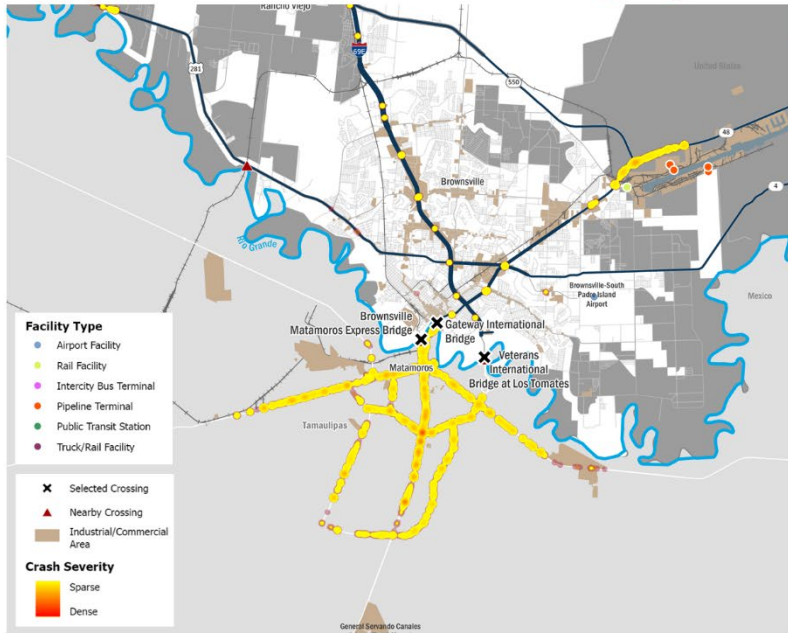 Rancho Viejo
69E
281
550
United States
48
Brownsville
4
Rio Grande
Brownsville-South
Padre Island
Airport
Mexico
Brownsville
Matamoros Express Bridge
Gateway International
Bridge
Veterans
International
Bridge at Los Tomates
Matamoros
Tamaulipas
Facility Type
Airport Facility
Rail Facility
Intercity Bus Terminal
Pipeline Terminal
Public Transit Station
Truck/Rail Facility
Selected Crossing
Nearby Crossing
Industrial/Commercial
Area
Crash Severity
Sparse
Dense
General Servando Canales